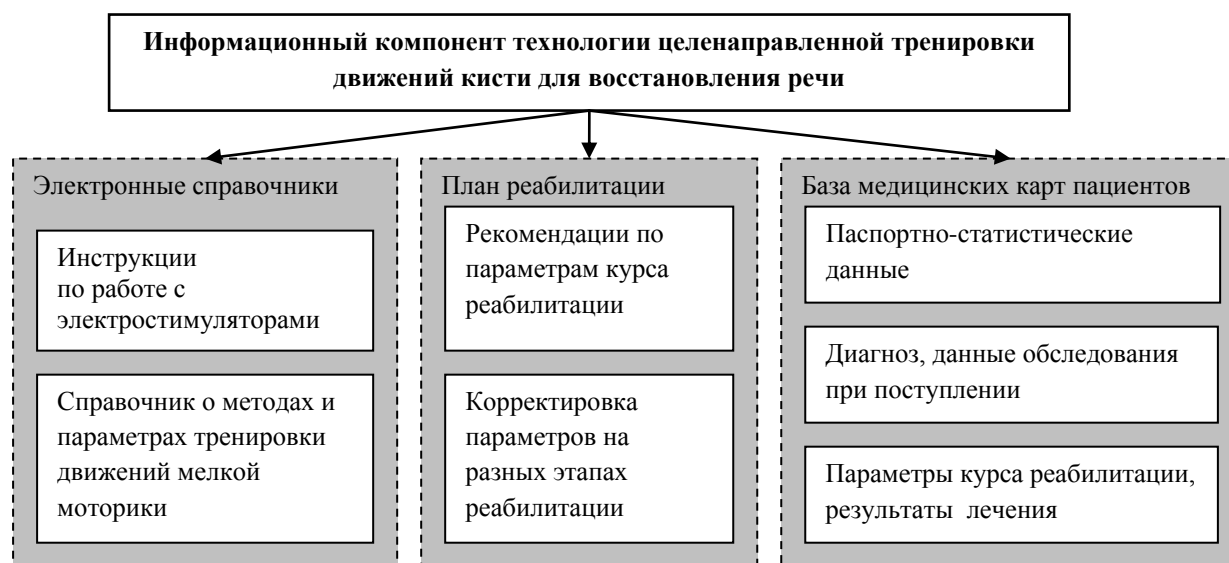 Информационный компонент технологии целенаправленной тренировки
движений кисти для восстановления речи
Электронные справочники
Инструкции
по работе с
электростимуляторами
Справочник о методах и
параметрах тренировки
движений мелкой
моторики
План реабилитации
Рекомендации по
параметрам курса
реабилитации
Корректировка
параметров на
разных этапах
реабилитации
База медицинских карт пациентов
Паспортно-статистические
данные
Диагноз, данные обследования
при поступлении
Параметры курса реабилитации,
результаты лечения